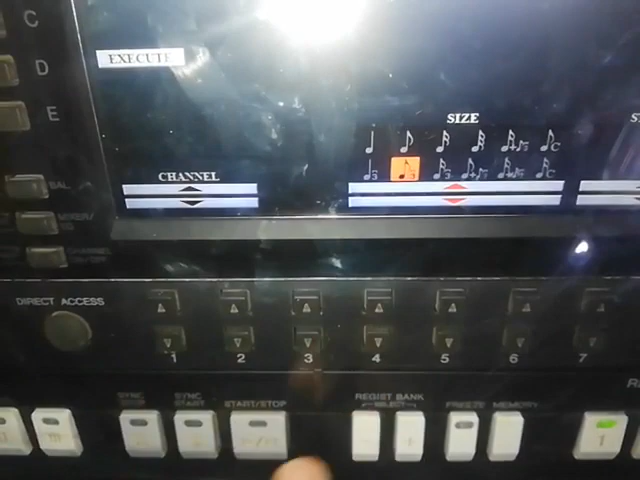 C
D
E
EXECUTE
SIZE
CHANNEL
BAL
DIRECT ACCESS
1 2 3 4 5 6 7
SYNC
SYNC START
START/STOP
REGIST BANK
SELECT
FREEZE
MEMORY
1